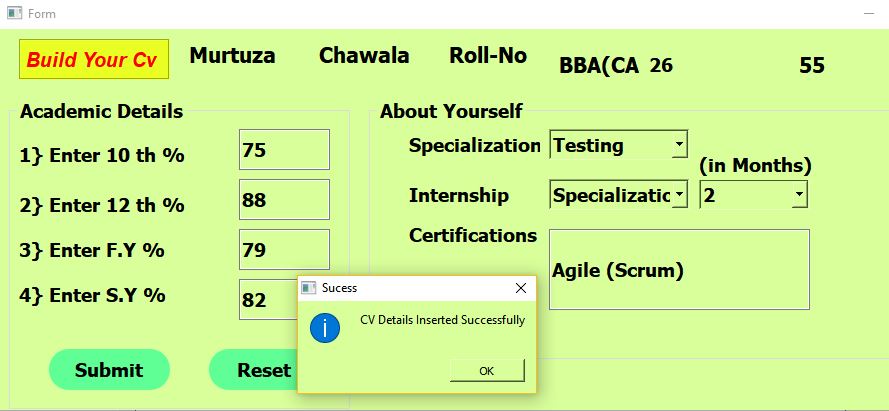 Form
Build Your Cv Murtuza Chawala Roll-No BBA(CA 26 55
Academic Details
1} Enter 10 th % 75
2} Enter 12 th % 88
3} Enter F.Y % 79
4} Enter S.Y % 82
Submit Reset
About Yourself
Specialization Testing
(in Months)
Internship Specializatic 2
Certifications
Agile (Scrum)
Sucess
CV Details Inserted Successfully
OK